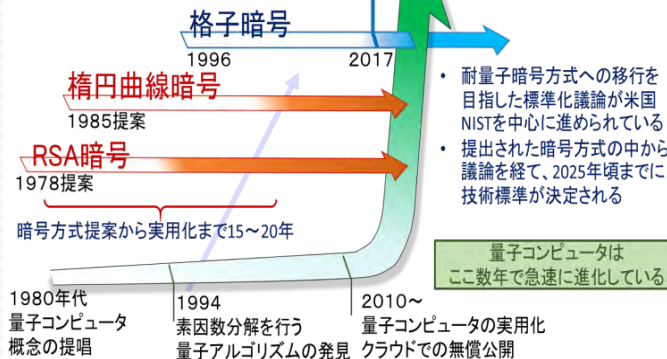 格子暗号
1996
2017
楕円曲線暗号
1985提案
RSA暗号
1978提案
暗号方式提案から実用化まで15～20年
• 耐量子暗号方式への移行を
目指した標準化議論が米国
NISTを中心に進められている
• 提出された暗号方式の中から
議論を経て、2025年頃までに
技術標準が決定される
量子コンピュータは
ここ数年で急速に進化している
1980年代
量子コンピュータ
概念の提唱
1994
素因数分解を行う
量子アルゴリズムの発見
2010～
量子コンピュータの実用化
クラウドでの無償公開